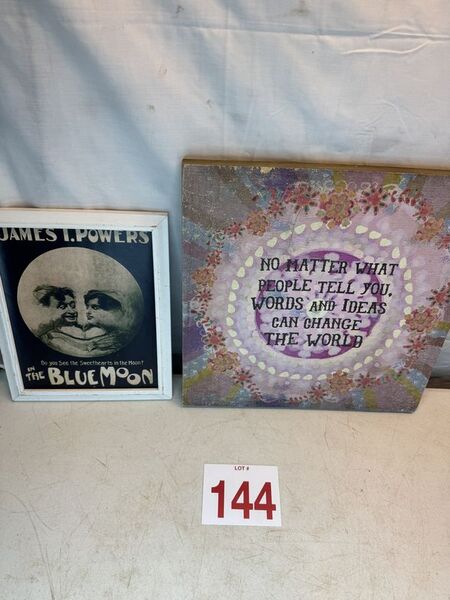 JAMES T. POWERS
Do you See the Sweethearts in the Moon?
IN THE BLUE MOON
NO MATTER WHAT
PEOPLE TELL YOU,
WORDS AND IDEAS
CAN CHANGE
THE WORLD
LOT #
144